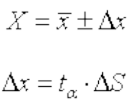 X = x̅ ± Δx
Δx = t_α · ΔS